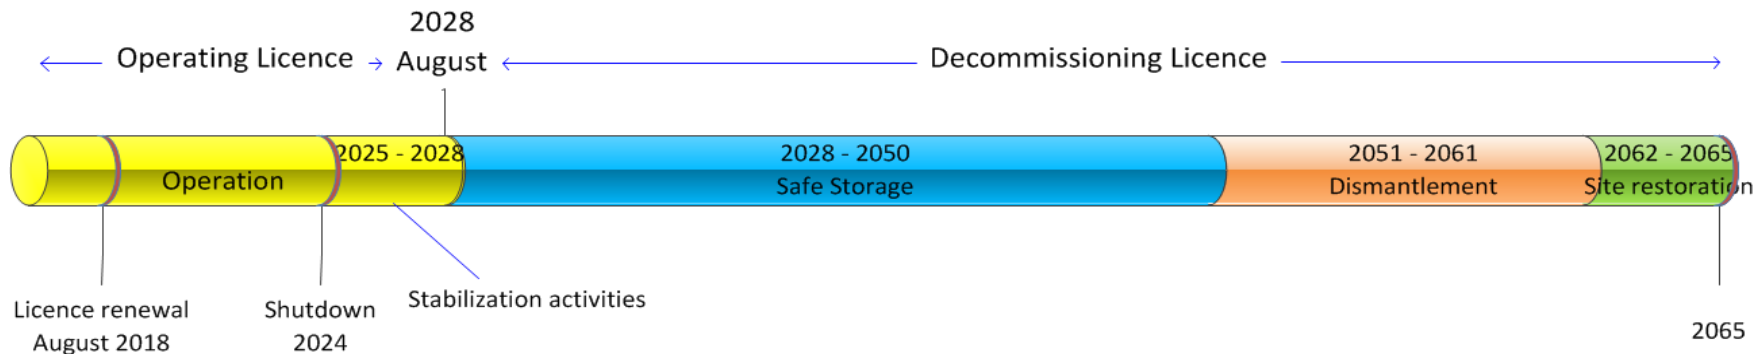 2028
August
Operating Licence
Decommissioning Licence
2025 - 2028
Operation
2028 - 2050
Safe Storage
2051 - 2061
Dismantlement
2062 - 2065
Site restoration
Licence renewal
August 2018
Shutdown
2024
Stabilization activities
2065